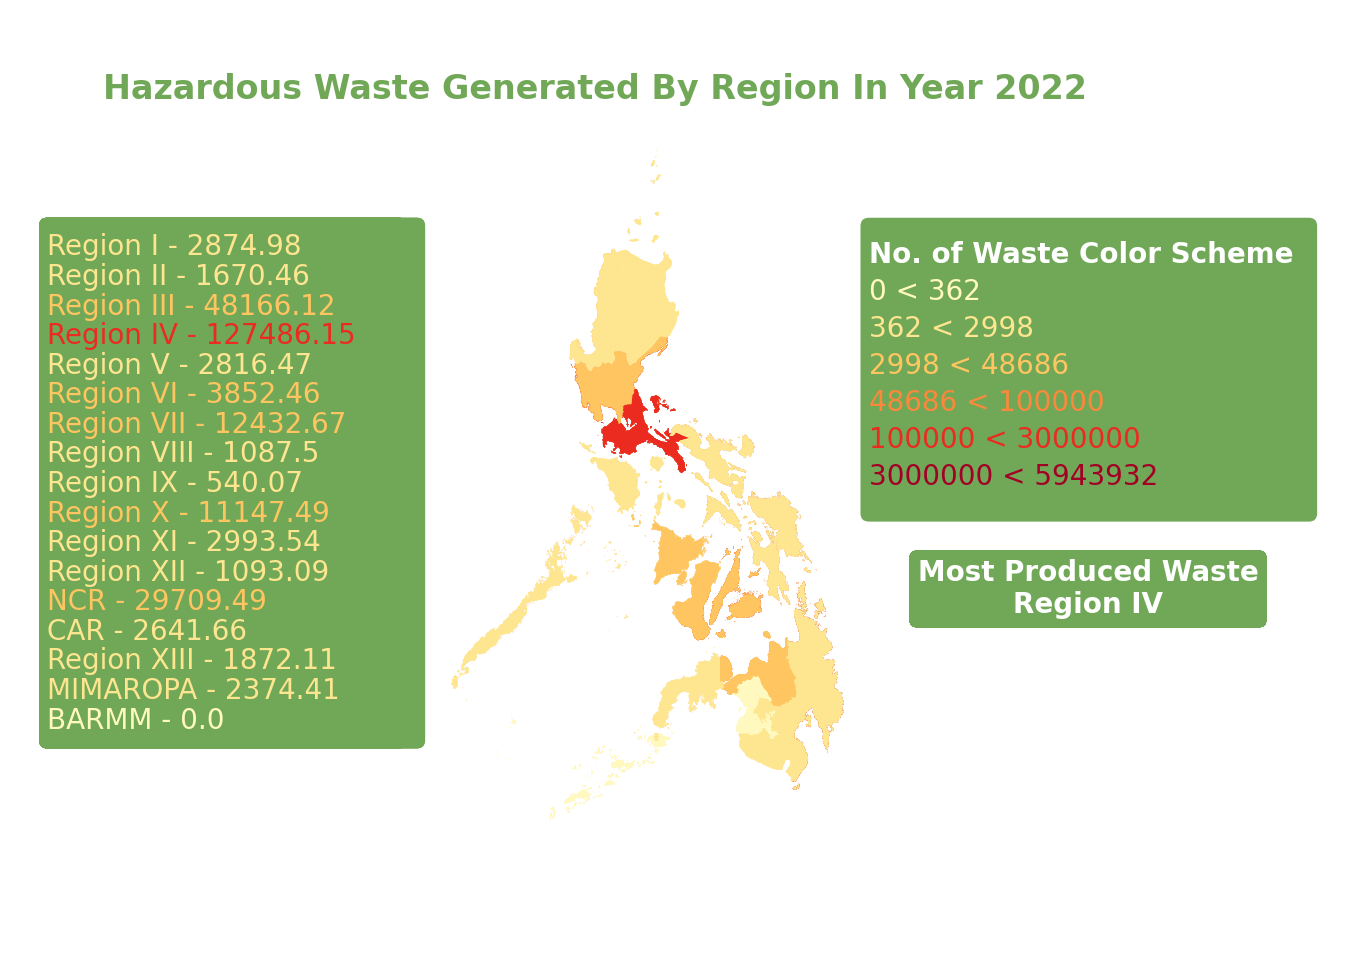 Hazardous Waste Generated By Region In Year 2022
Region I - 2874.98
Region II - 1670.46
Region III - 48166.12
Region IV - 127486.15
Region V - 2816.47
Region VI - 3852.46
Region VII - 12432.67
Region VIII - 1087.5
Region IX - 540.07
Region X - 11147.49
Region XI - 2993.54
Region XII - 1093.09
NCR - 29709.49
CAR - 2641.66
Region XIII - 1872.11
MIMAROPA - 2374.41
BARMM - 0.0
No. of Waste Color Scheme
0 < 362
362 < 2998
2998 < 48686
48686 < 100000
100000 < 3000000
3000000 < 5943932
Most Produced Waste
Region IV